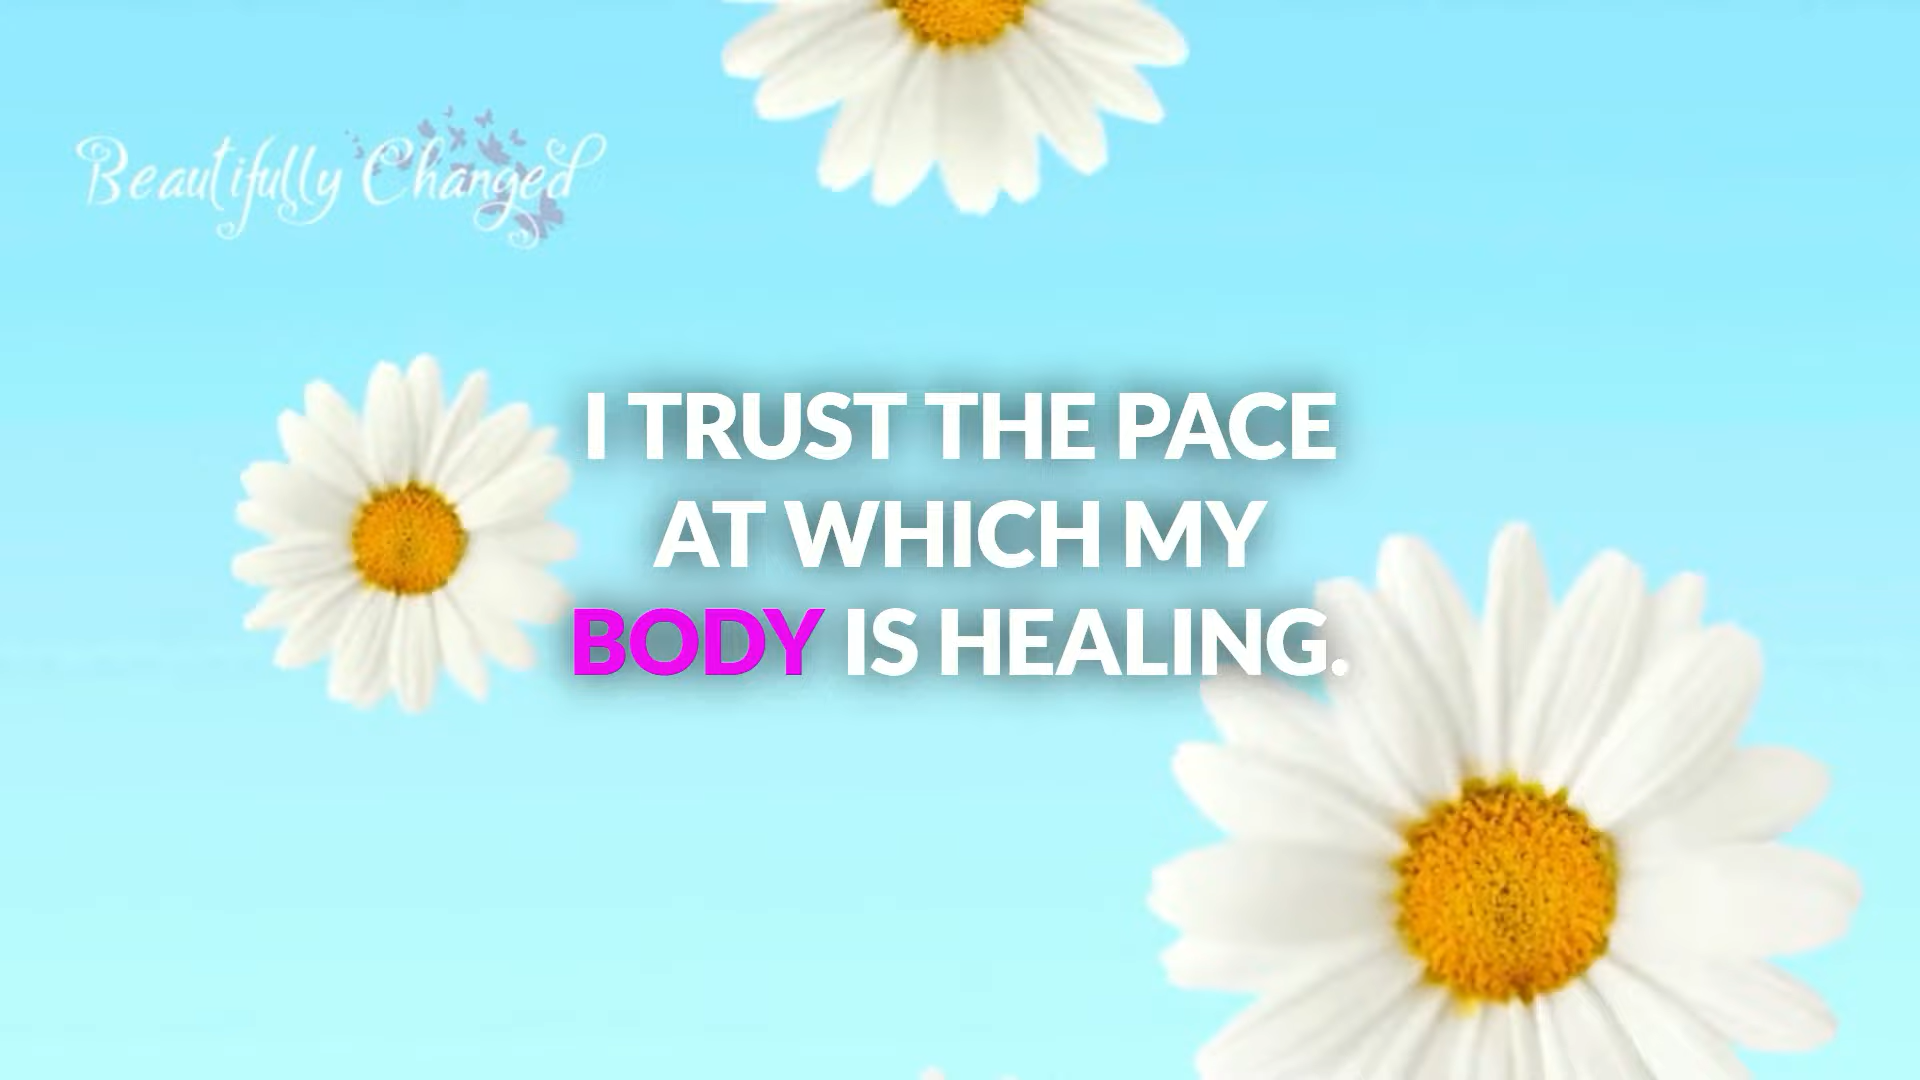 Beautifully Changed
I TRUST THE PACE
AT WHICH MY
BODY IS HEALING.